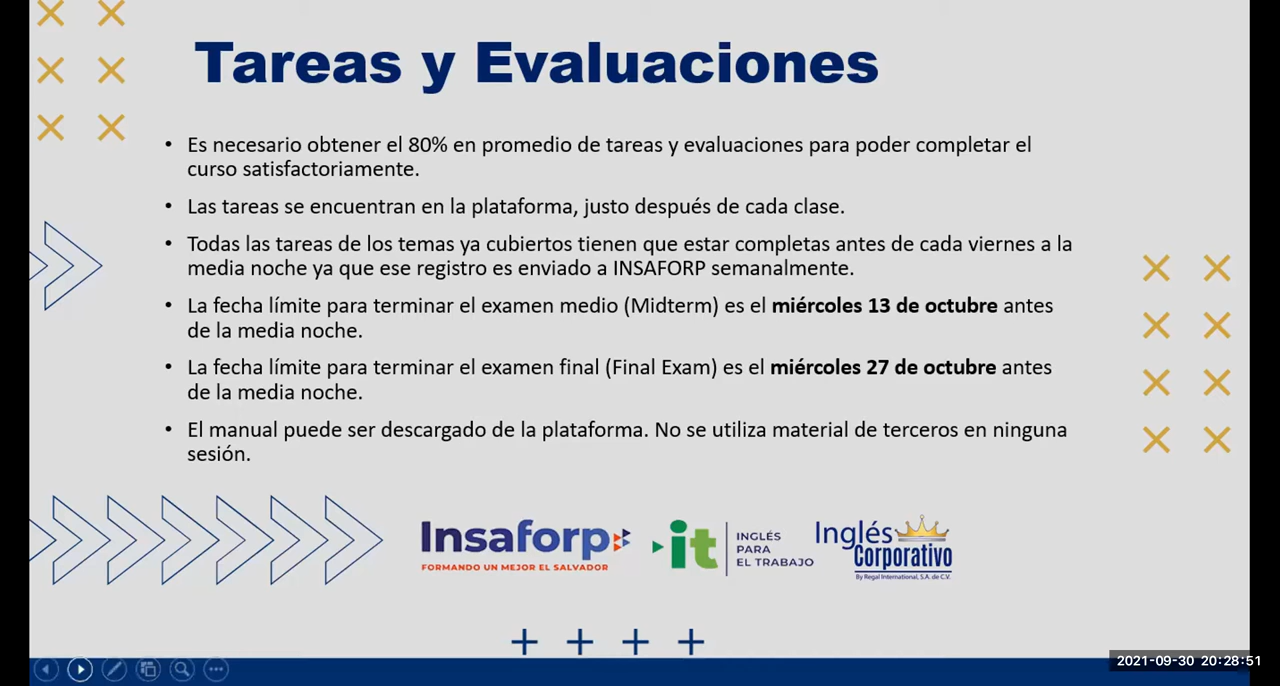 Tareas y Evaluaciones
• Es necesario obtener el 80% en promedio de tareas y evaluaciones para poder completar el
curso satisfactoriamente.
• Las tareas se encuentran en la plataforma, justo después de cada clase.
• Todas las tareas de los temas ya cubiertos tienen que estar completas antes de cada viernes a la
media noche ya que ese registro es enviado a INSAFORP semanalmente.
• La fecha límite para terminar el examen medio (Midterm) es el miércoles 13 de octubre antes
de la media noche.
• La fecha límite para terminar el examen final (Final Exam) es el miércoles 27 de octubre antes
de la media noche.
• El manual puede ser descargado de la plataforma. No se utiliza material de terceros en ninguna
sesión.
Insaforp
FORMANDO UN MEJOR EL SALVADOR
it
INGLÉS
PARA
EL TRABAJO
Inglés
Corporativo
By Regal International, S.A. de C.V.
2021-09-30 20:28:51